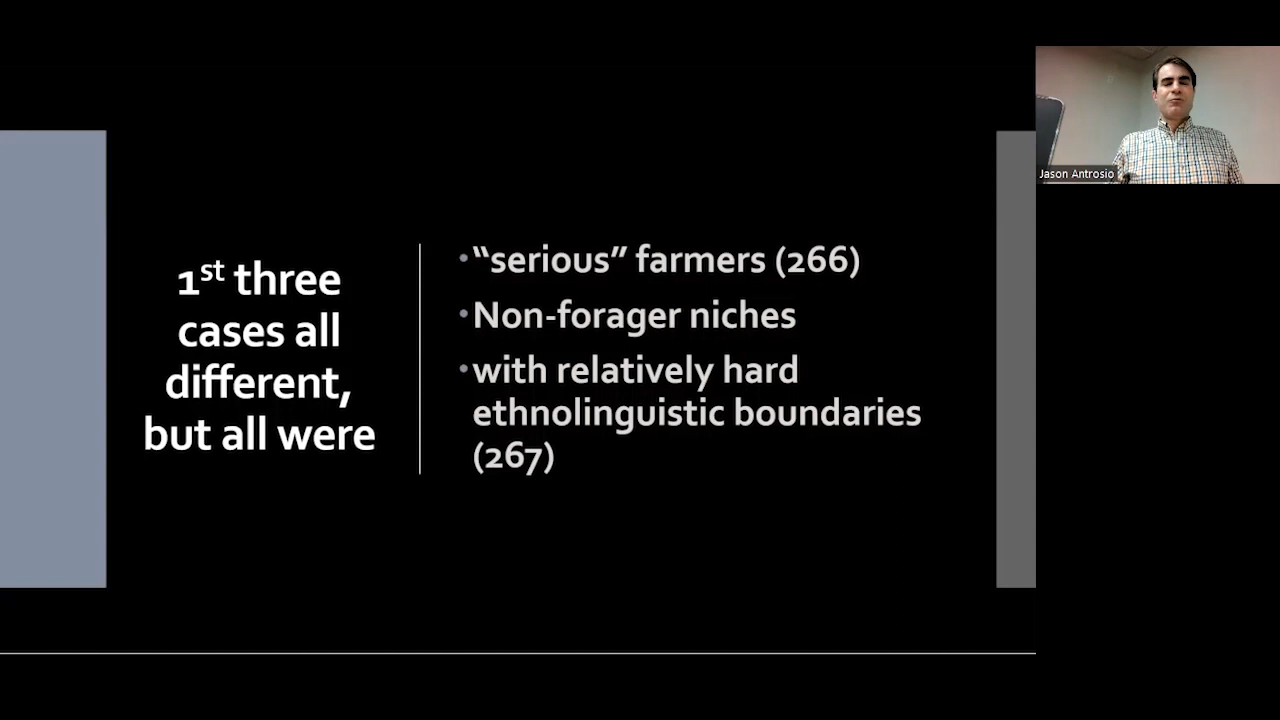 1st three
cases all
different,
but all were
•“serious” farmers (266)
•Non-forager niches
•with relatively hard
ethnolinguistic boundaries
(267)
Jason Antrosio